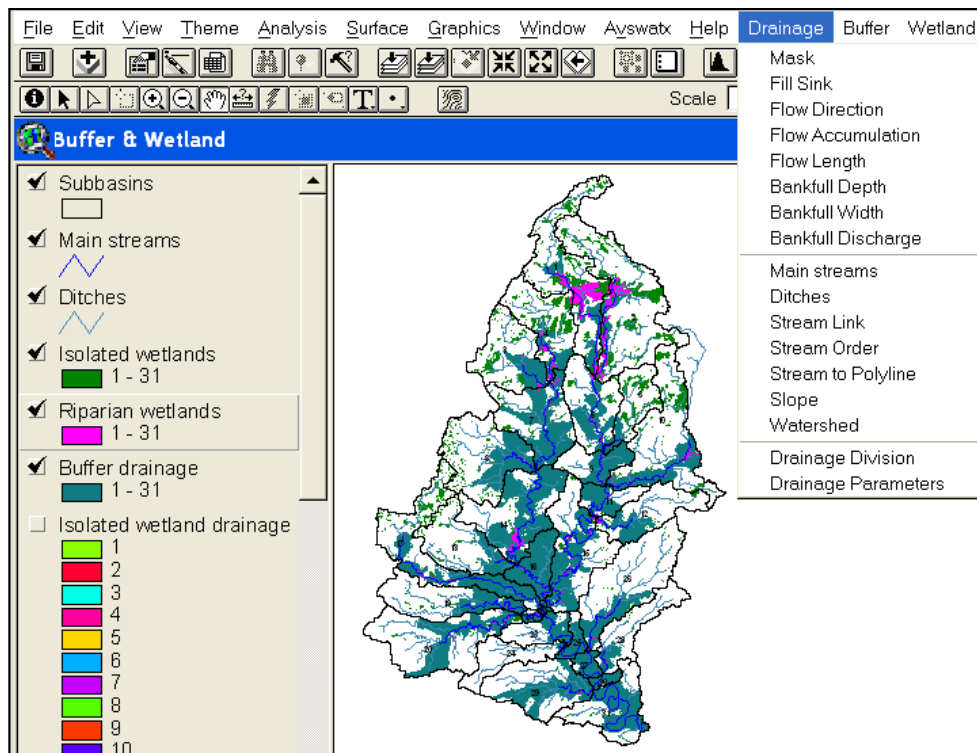 File Edit View Theme Analysis Surface Graphics Window Avswatx Help Drainage Buffer Wetland
Scale
Buffer & Wetland
Subbasins
Main streams
Ditches
Isolated wetlands
1 - 31
Riparian wetlands
1 - 31
Buffer drainage
1 - 31
Isolated wetland drainage
1
2
3
4
5
6
7
8
9
10
Mask
Fill Sink
Flow Direction
Flow Accumulation
Flow Length
Bankfull Depth
Bankfull Width
Bankfull Discharge
Main streams
Ditches
Stream Link
Stream Order
Stream to Polyline
Slope
Watershed
Drainage Division
Drainage Parameters